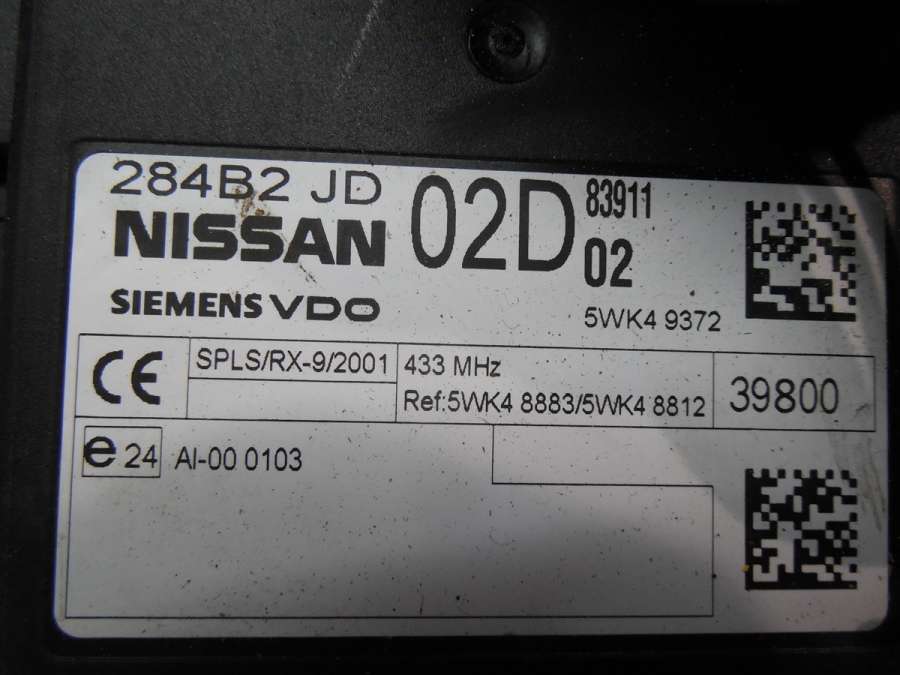 284B2 JD 02D 83911
NISSAN 02
SIEMENS VDO 5WK4 9372
CE SPLS/RX-9/2001 433 MHz
Ref:5WK4 8883/5WK4 8812 39800
e 24 AI-00 0103